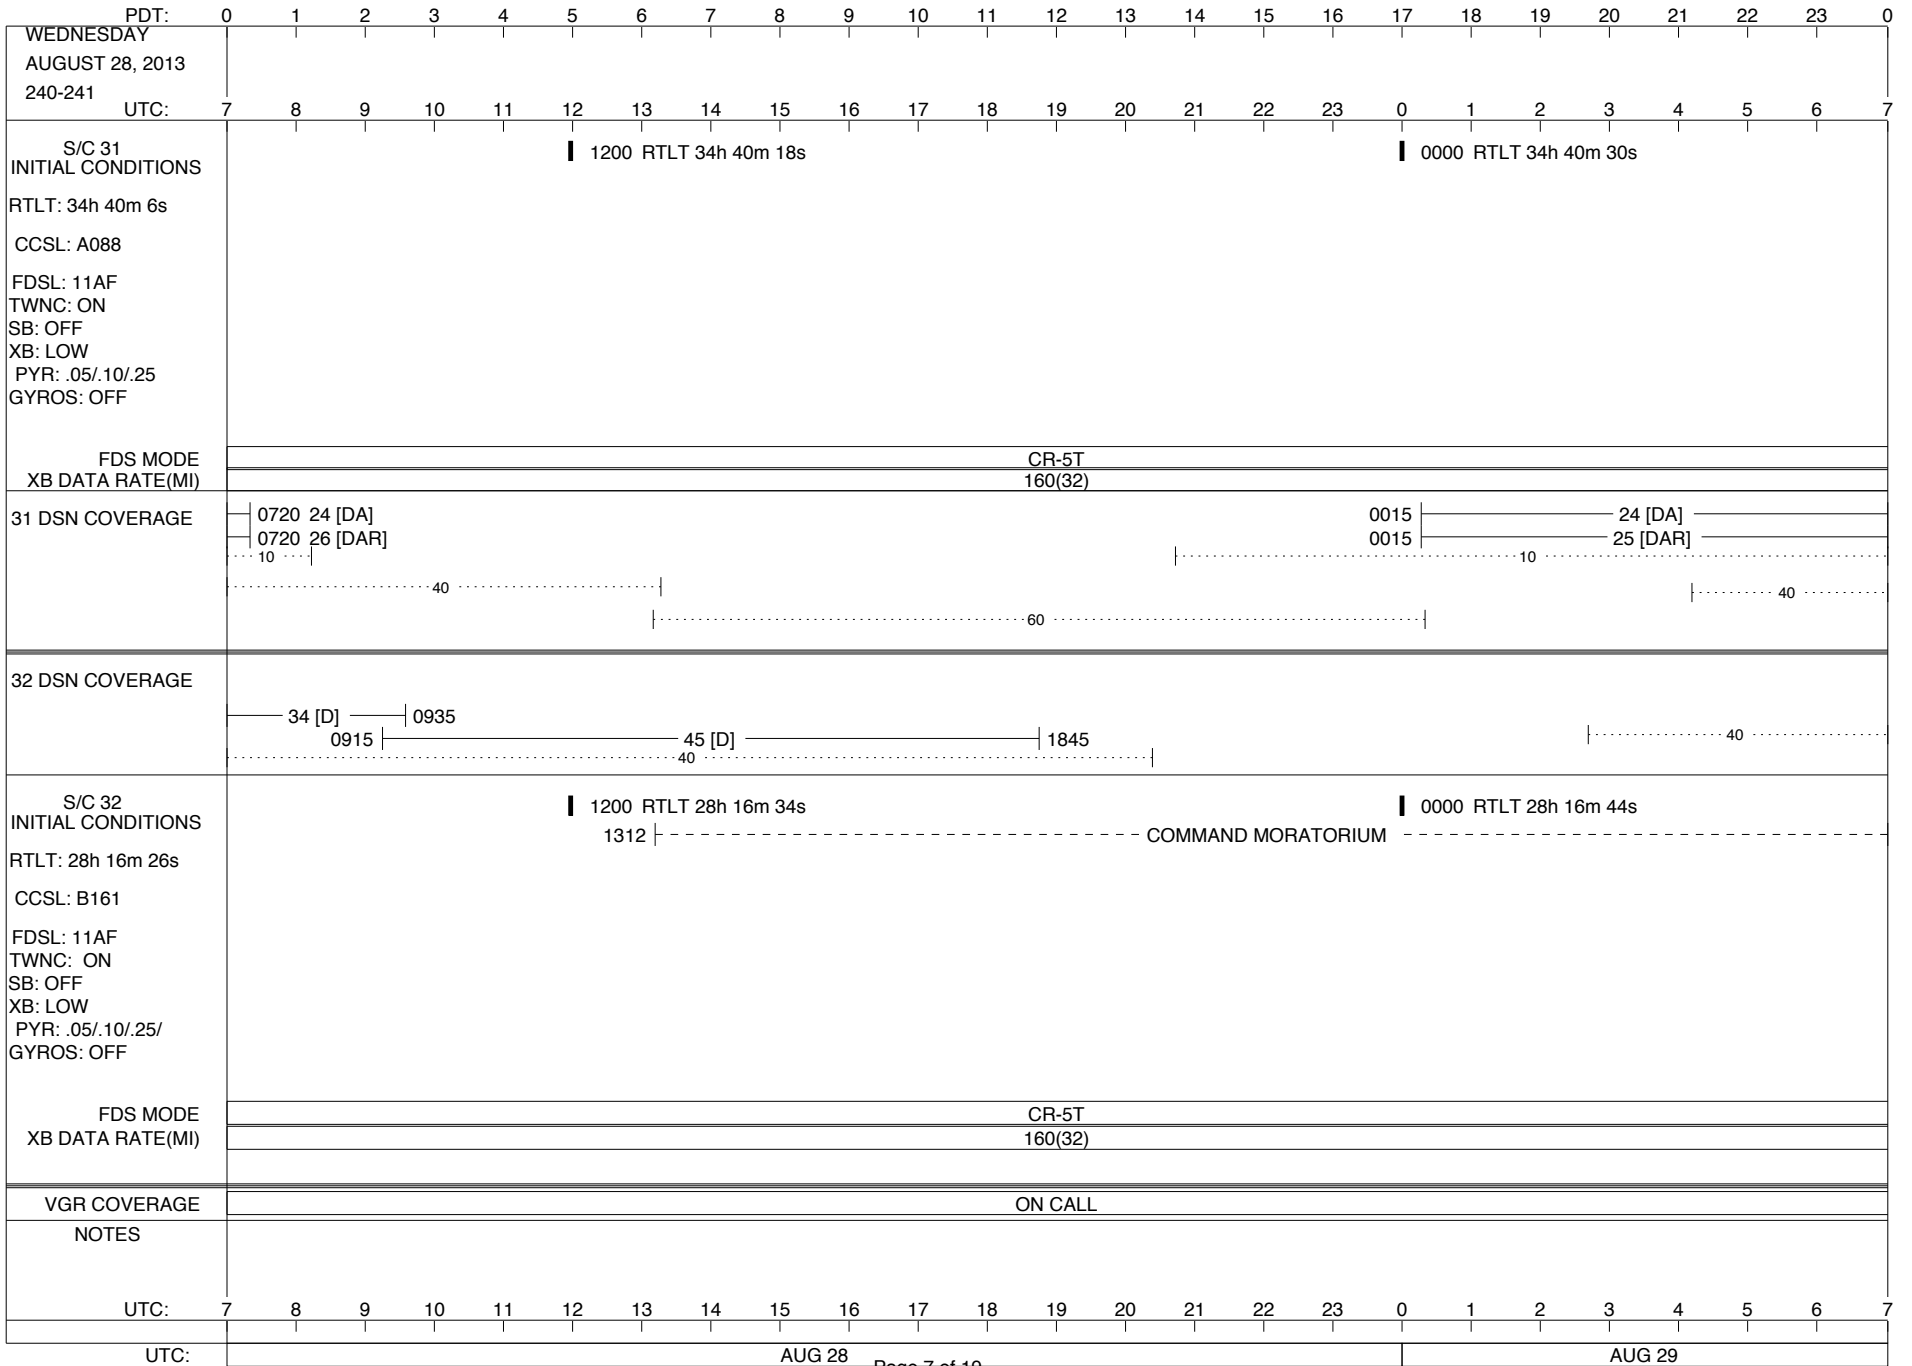 PDT: 0 1 2 3 4 5 6 7 8 9 10 11 12 13 14 15 16 17 18 19 20 21 22 23 0
WEDNESDAY
AUGUST 28, 2013
240-241
UTC: 7 8 9 10 11 12 13 14 15 16 17 18 19 20 21 22 23 0 1 2 3 4 5 6 7
S/C 31
INITIAL CONDITIONS
1200 RTLT 34h 40m 18s
0000 RTLT 34h 40m 30s
RTLT: 34h 40m 6s
CCSL: A088
FDSL: 11AF
TWNC: ON
SB: OFF
XB: LOW
PYR: .05/.10/.25
GYROS: OFF
FDS MODE CR-5T
XB DATA RATE(MI) 160(32)
31 DSN COVERAGE
0720 24 [DA] 0015 24 [DA]
0720 26 [DAR] 0015 25 [DAR]
10 10
40 40
60
32 DSN COVERAGE
34 [D] 0935
0915 45 [D] 1845 40
40
S/C 32
INITIAL CONDITIONS
1200 RTLT 28h 16m 34s
0000 RTLT 28h 16m 44s
1312 COMMAND MORATORIUM
RTLT: 28h 16m 26s
CCSL: B161
FDSL: 11AF
TWNC: ON
SB: OFF
XB: LOW
PYR: .05/.10/.25/
GYROS: OFF
FDS MODE CR-5T
XB DATA RATE(MI) 160(32)
VGR COVERAGE ON CALL
NOTES
UTC: 7 8 9 10 11 12 13 14 15 16 17 18 19 20 21 22 23 0 1 2 3 4 5 6 7
UTC: AUG 28 AUG 29
Page 7 of 19